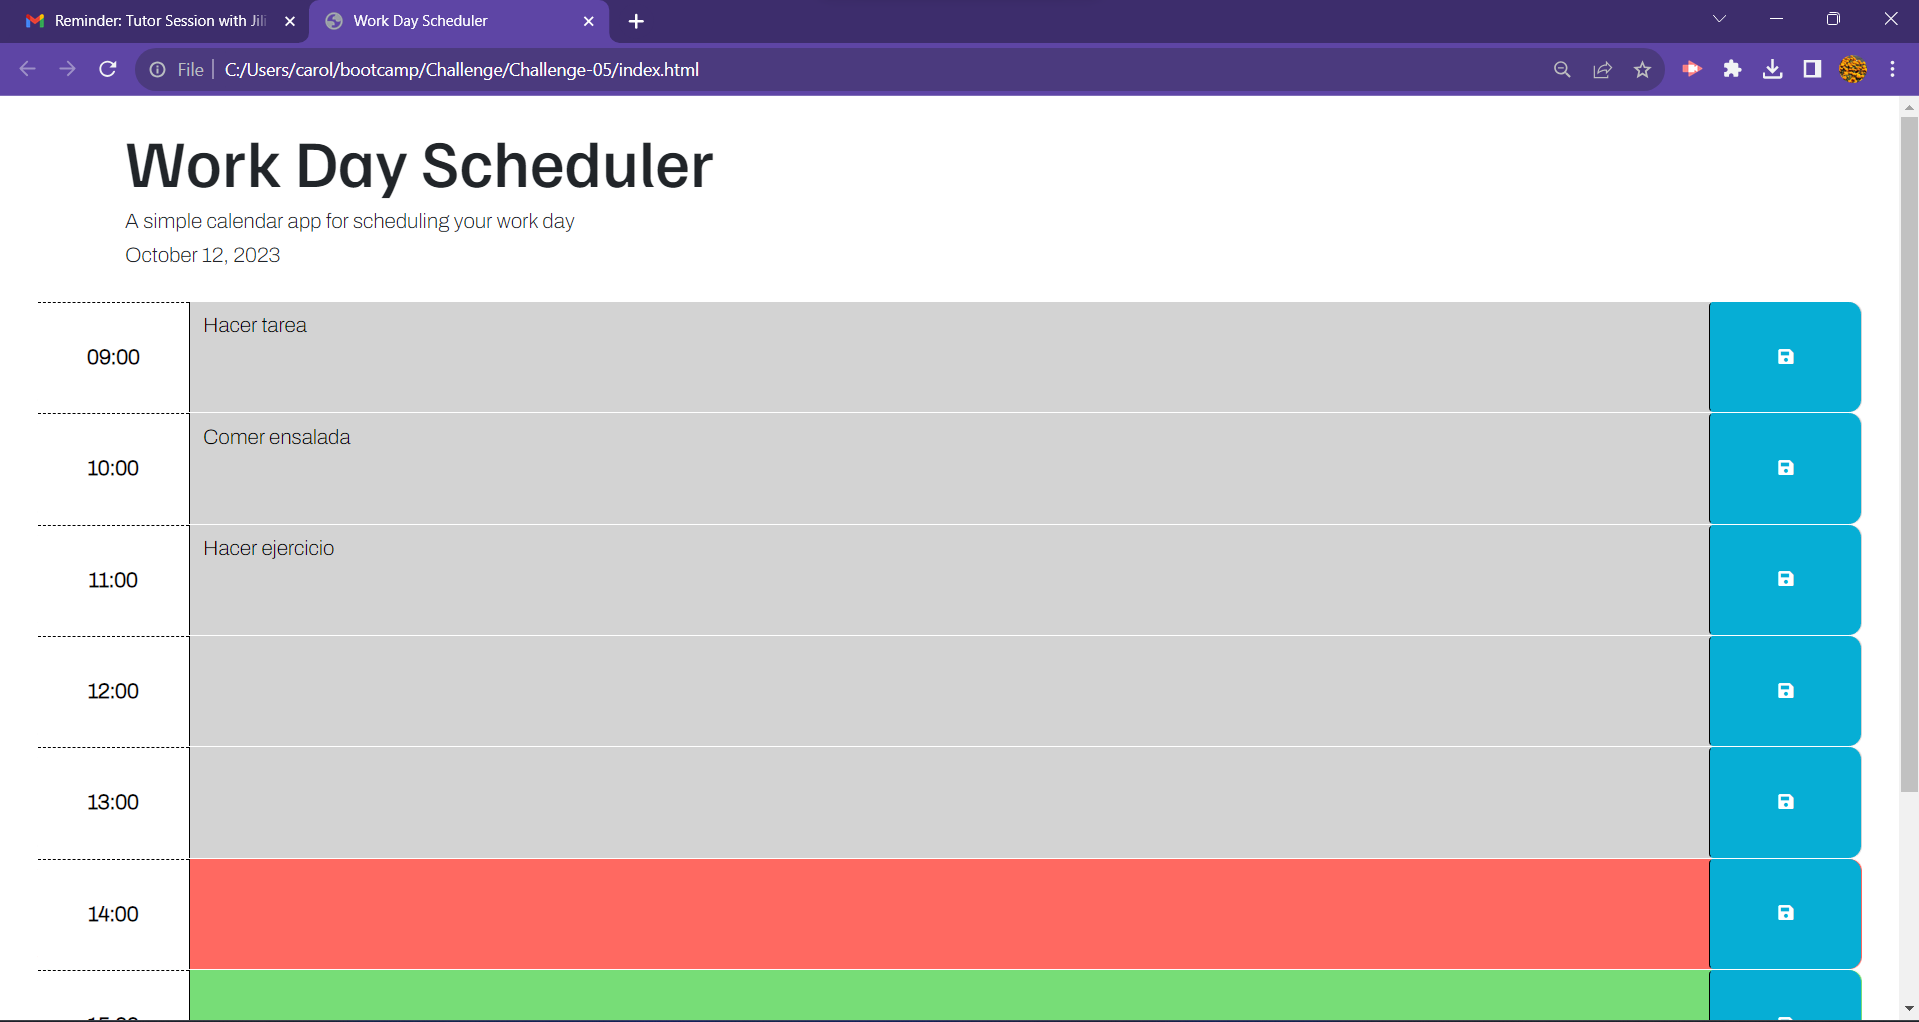 Reminder: Tutor Session with Jili
Work Day Scheduler
File
C:/Users/carol/bootcamp/Challenge/Challenge-05/index.html
Work Day Scheduler
A simple calendar app for scheduling your work day
October 12, 2023
09:00
Hacer tarea
10:00
Comer ensalada
11:00
Hacer ejercicio
12:00
13:00
14:00